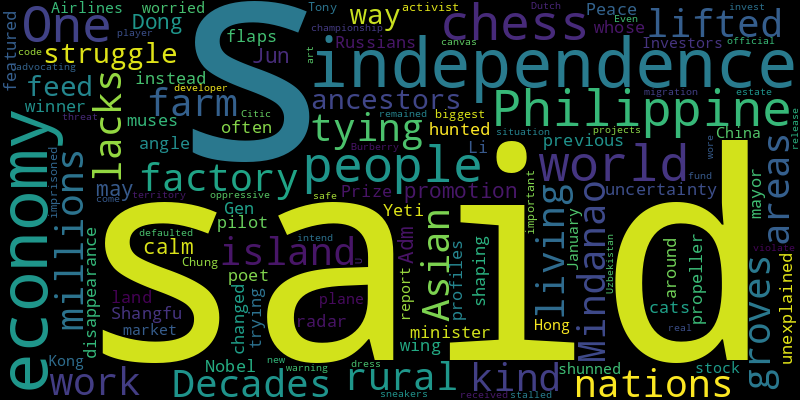 said
S
independence
economy
Philippine
chess
One
people
world
island
factory
farm
tying
lacks
millions
Mindanao
Asian
living
areas
groves
nations
kind
rural
Decades
work
lifted
struggle
feed
way
ancestors
Airlines
worried
Dong
featured
flaps
Jun
Tony
activist
championship
Russians
Peace
whose
Dutch
Even
invest
Investors
official
code
player
advocating
instead
developer
winner
threat
muses
often
Citic
angle
art
canvas
remained
biggest
hunted
situation
projects
migration
estate
China
release
previous
Li
Burberry
wore
fund
imprisoned
may
come
territory
oppressive
safe
Prize
promotion
uncertainty
important
Gen
pilot
Yeti
Adm
calm
defaulted
intend
Chung
poet
disappearance
land
Shangfu
market
changed
trying
plane
radar
report
profiles
shaping
minister
wing
January
Uzbekistan
Hong
cats
around
real
propeller
mayor
violate
unexplained
Kong
Nobel
new
warning
dress
sneakers
received
stalled
shunned
stock
u